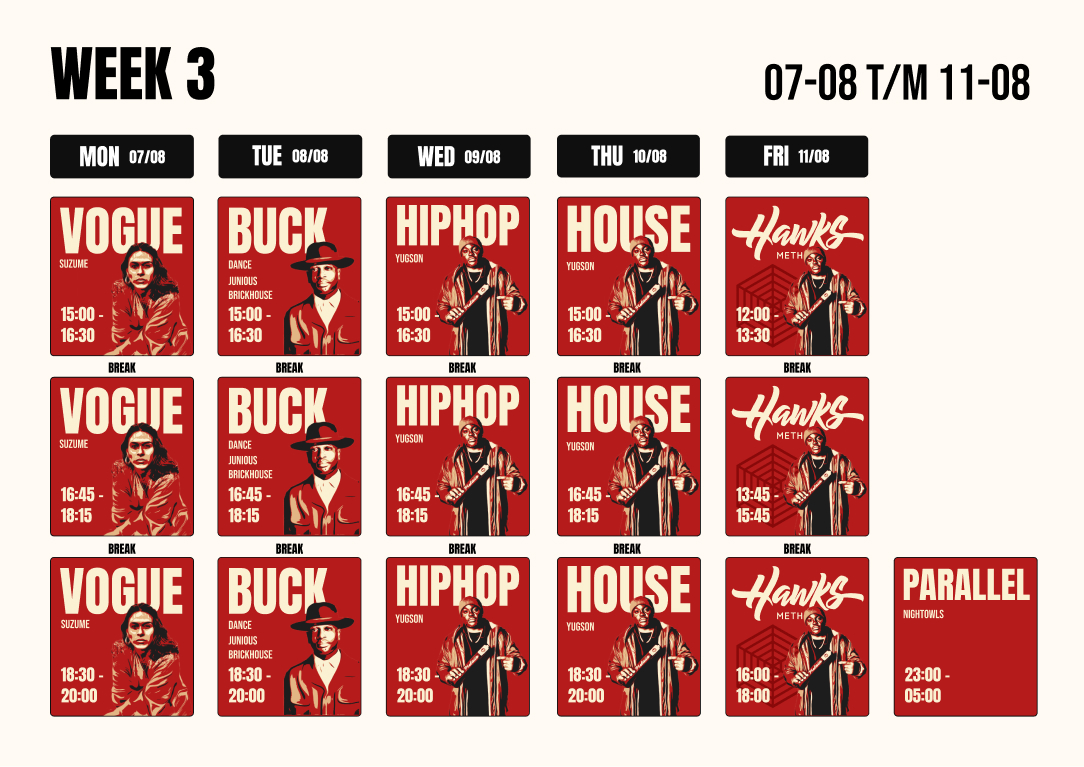 WEEK 3
07-08 T/M 11-08
MON 07/08
TUE 08/08
WED 09/08
THU 10/08
FRI 11/08
VOGUE
SUZUME
15:00 -
16:30
BUCK
DANCE
JUNIOUS
BRICKHOUSE
15:00 -
16:30
HIPHOP
YUGSON
15:00 -
16:30
HOUSE
YUGSON
15:00 -
16:30
Hawks
METH
12:00 -
13:30
BREAK
BREAK
BREAK
BREAK
BREAK
VOGUE
SUZUME
16:45 -
18:15
BUCK
DANCE
JUNIOUS
BRICKHOUSE
16:45 -
18:15
HIPHOP
YUGSON
16:45 -
18:15
HOUSE
YUGSON
16:45 -
18:15
Hawks
METH
13:45 -
15:45
BREAK
BREAK
BREAK
BREAK
BREAK
VOGUE
SUZUME
18:30 -
20:00
BUCK
DANCE
JUNIOUS
BRICKHOUSE
18:30 -
20:00
HIPHOP
YUGSON
18:30 -
20:00
HOUSE
YUGSON
18:30 -
20:00
Hawks
METH
16:00 -
18:00
PARALLEL
NIGHTOWLS
23:00 -
05:00